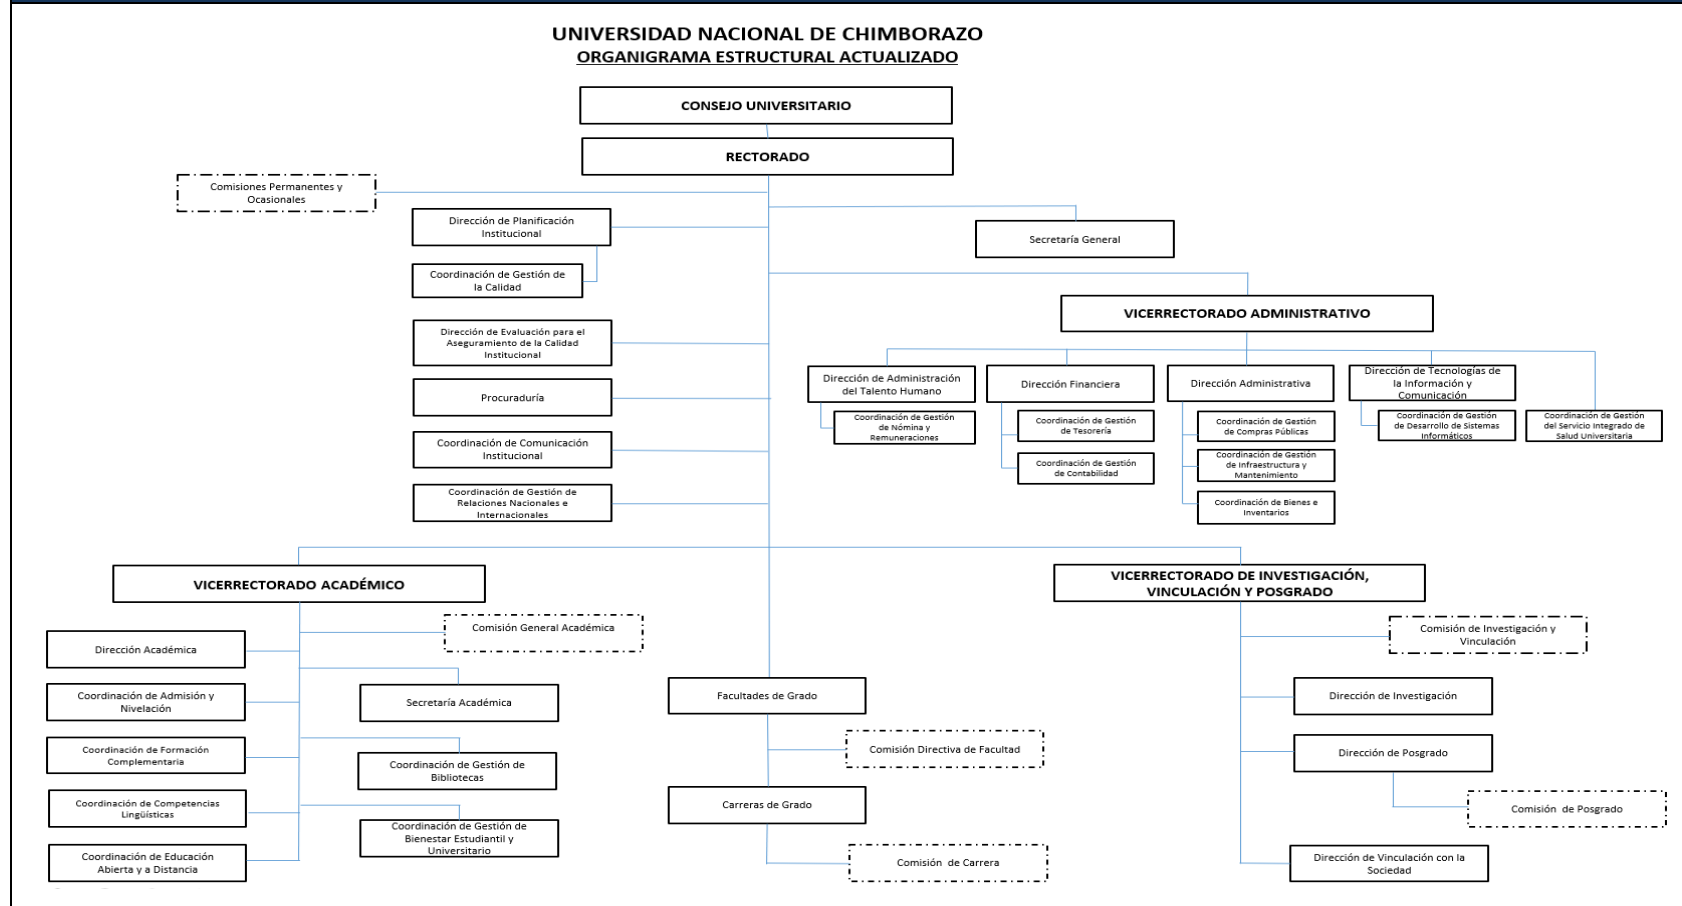 UNIVERSIDAD NACIONAL DE CHIMBORAZO
ORGANIGRAMA ESTRUCTURAL ACTUALIZADO
CONSEJO UNIVERSITARIO
RECTORADO
Comisiones Permanentes y
Ocasionales
Dirección de Planificación
Institucional
Secretaría General
Coordinación de Gestión de
la Calidad
VICERRECTORADO ADMINISTRATIVO
Dirección de Evaluación para el
Aseguramiento de la Calidad
Institucional
Procuraduría
Coordinación de Comunicación
Institucional
Coordinación de Gestión de
Relaciones Nacionales e
Internacionales
Dirección de Administración
del Talento Humano
Coordinación de Gestión
de Nómina y
Remuneraciones
Dirección Financiera
Coordinación de Gestión
de Tesorería
Coordinación de Gestión
de Contabilidad
Dirección Administrativa
Coordinación de Gestión
de Compras Públicas
Coordinación de Gestión
de Infraestructura y
Mantenimiento
Coordinación de Bienes e
Inventarios
Dirección de Tecnologías de
la Información y
Comunicación
Coordinación de Gestión
de Desarrollo de Sistemas
Informáticos
Coordinación de Gestión
del Servicio Integrado de
Salud Universitaria
VICERRECTORADO ACADÉMICO
Comisión General Académica
Dirección Académica
Coordinación de Admisión y
Nivelación
Secretaría Académica
Coordinación de Formación
Complementaria
Coordinación de Gestión de
Bibliotecas
Coordinación de Competencias
Lingüísticas
Coordinación de Gestión de
Bienestar Estudiantil y
Universitario
Coordinación de Educación
Abierta y a Distancia
Facultades de Grado
Comisión Directiva de Facultad
Carreras de Grado
Comisión de Carrera
VICERRECTORADO DE INVESTIGACIÓN,
VINCULACIÓN Y POSGRADO
Comisión de Investigación y
Vinculación
Dirección de Investigación
Dirección de Posgrado
Comisión de Posgrado
Dirección de Vinculación con la
Sociedad